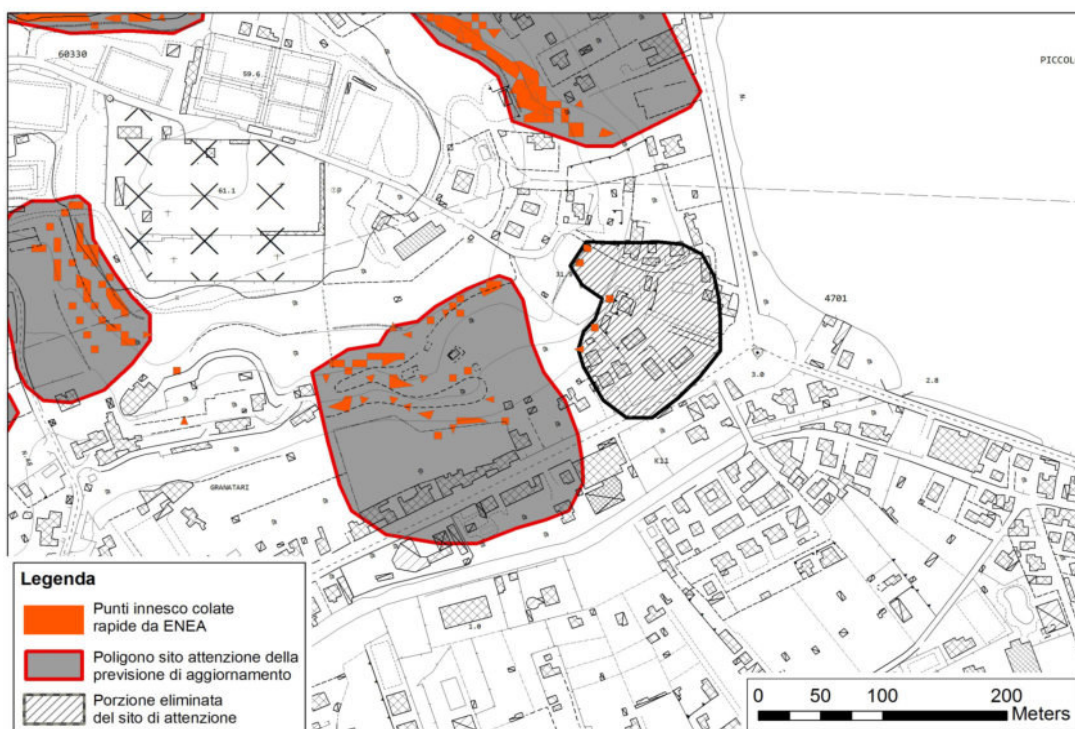 60330
59.6
PICCOL
N.
61.1
4701
3.0
2.8
K11
GRANATARI
2.0
Legenda
Punti innesco colate
rapide da ENEA
Poligono sito attenzione della
previsione di aggiornamento
Porzione eliminata
del sito di attenzione
0 50 100 200
Meters